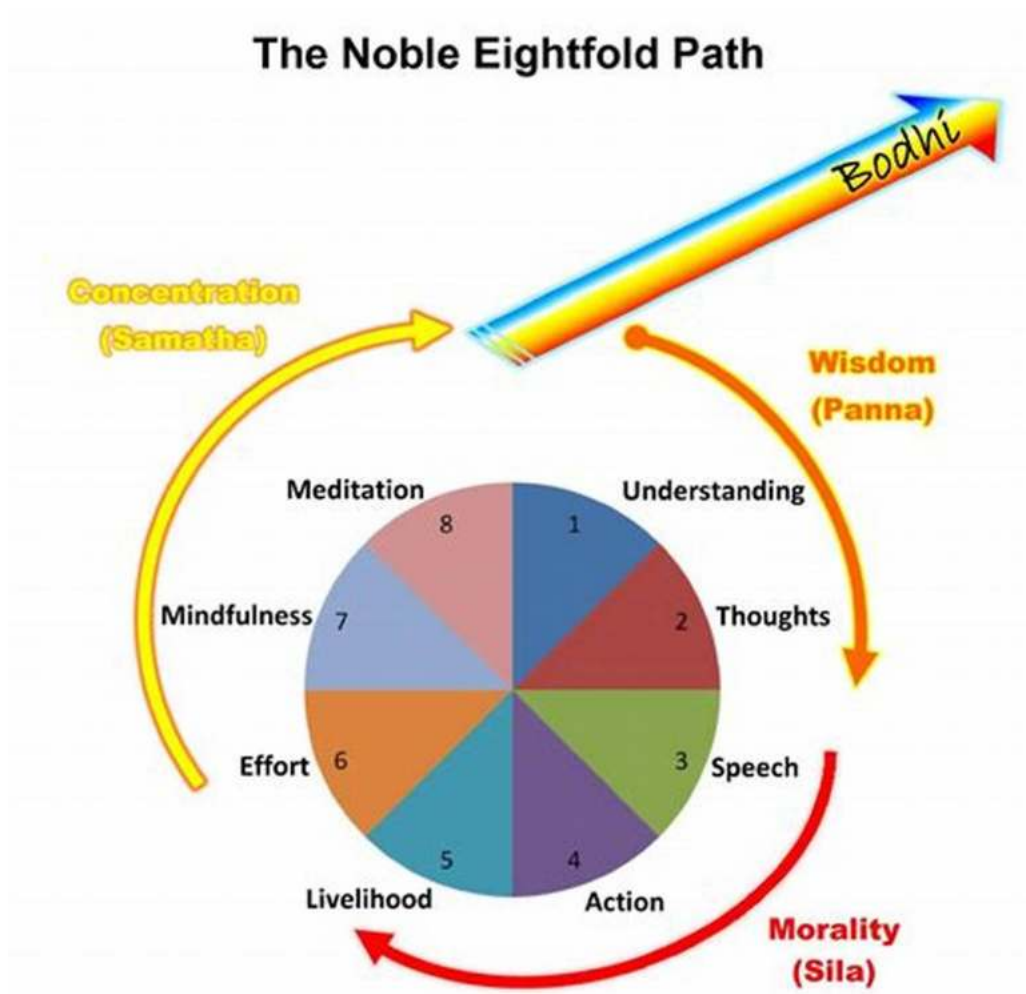 The Noble Eightfold Path
Bodhi
Concentration
(Samatha)
Wisdom
(Panna)
Meditation
8
1
Understanding
Mindfulness
7
2
Thoughts
Effort
6
3
Speech
5
4
Livelihood
Action
Morality
(Sila)